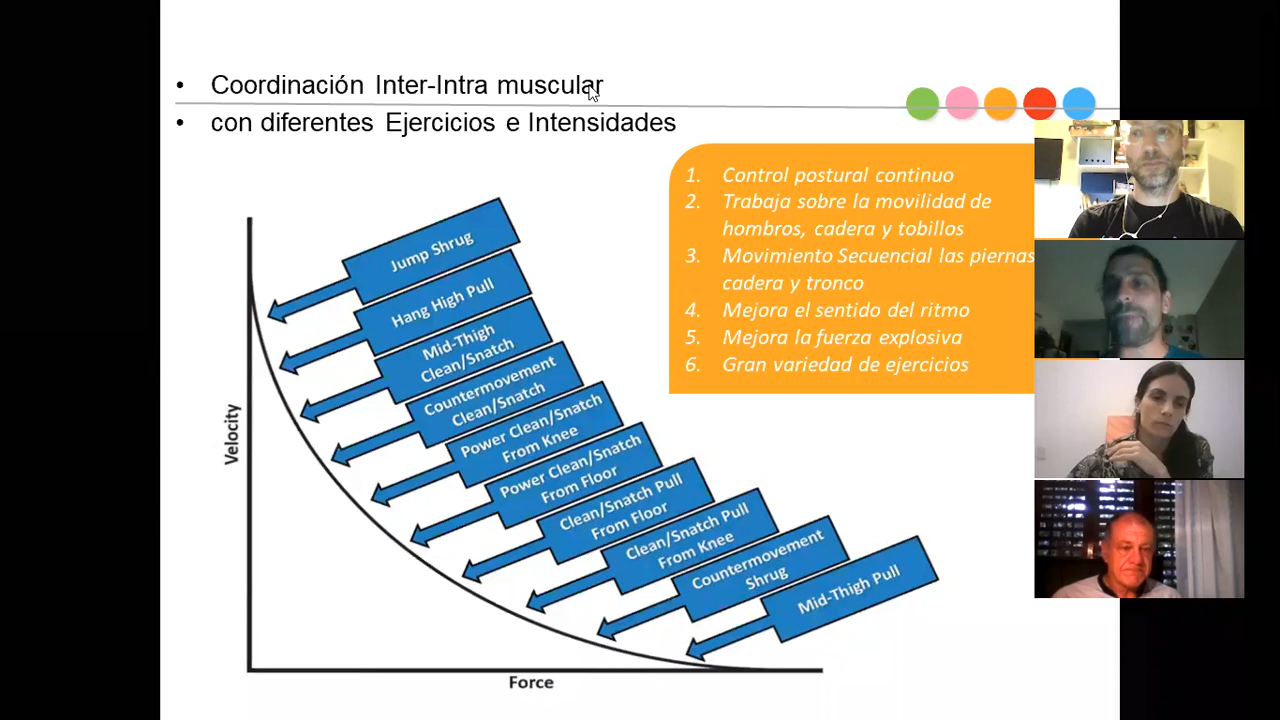 • Coordinación Inter-Intra muscular
• con diferentes Ejercicios e Intensidades
1. Control postural continuo
2. Trabaja sobre la movilidad de
hombros, cadera y tobillos
3. Movimiento Secuencial las piernas
cadera y tronco
4. Mejora el sentido del ritmo
5. Mejora la fuerza explosiva
6. Gran variedad de ejercicios
Velocity
Jump Shrug
Hang High Pull
Mid-Thigh
Clean/Snatch
Countermovement
Clean/Snatch
Power Clean/Snatch
From Knee
Power Clean/Snatch
From Floor
Clean/Snatch Pull
From Floor
Clean/Snatch Pull
From Knee
Countermovement
Shrug
Mid-Thigh Pull
Force